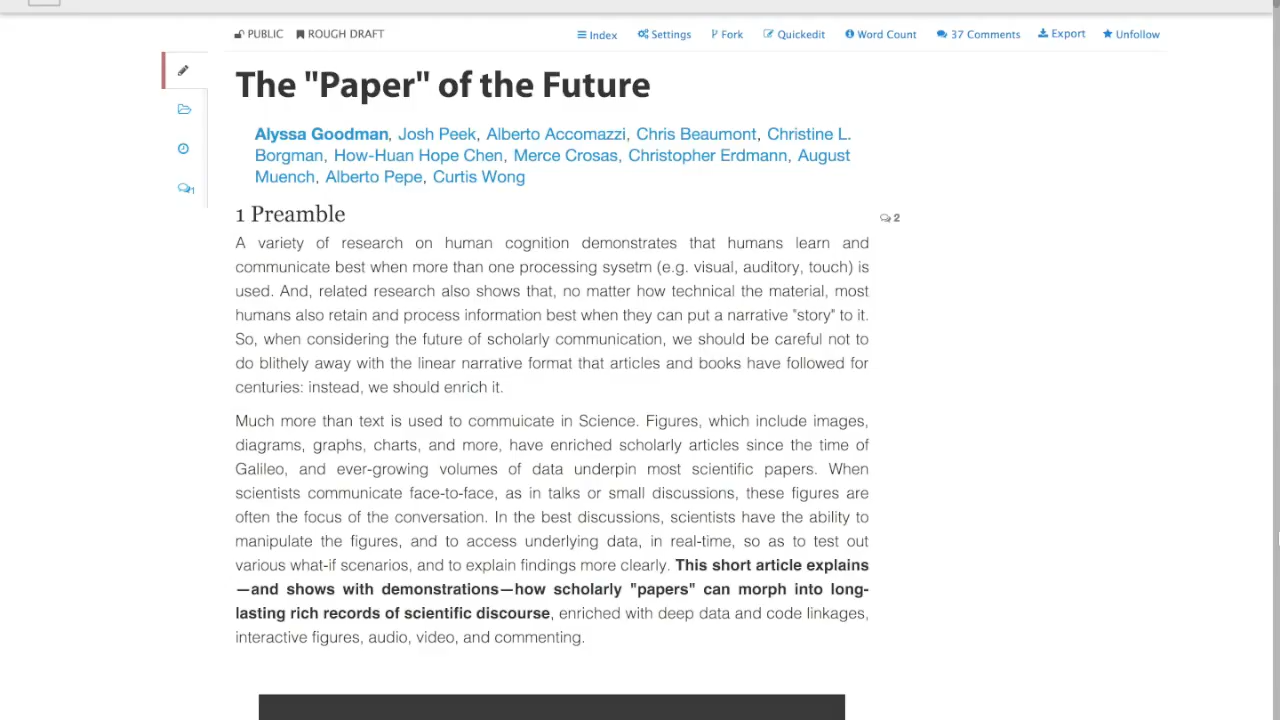 PUBLIC ROUGH DRAFT Index Settings Fork Quickedit Word Count 37 Comments Export Unfollow
The "Paper" of the Future
Alyssa Goodman, Josh Peek, Alberto Accomazzi, Chris Beaumont, Christine L.
Borgman, How-Huan Hope Chen, Merce Crosas, Christopher Erdmann, August
Muench, Alberto Pepe, Curtis Wong
1
1 Preamble
2
A variety of research on human cognition demonstrates that humans learn and
communicate best when more than one processing sysetm (e.g. visual, auditory, touch) is
used. And, related research also shows that, no matter how technical the material, most
humans also retain and process information best when they can put a narrative "story" to it.
So, when considering the future of scholarly communication, we should be careful not to
do blithely away with the linear narrative format that articles and books have followed for
centuries: instead, we should enrich it.
Much more than text is used to commuicate in Science. Figures, which include images,
diagrams, graphs, charts, and more, have enriched scholarly articles since the time of
Galileo, and ever-growing volumes of data underpin most scientific papers. When
scientists communicate face-to-face, as in talks or small discussions, these figures are
often the focus of the conversation. In the best discussions, scientists have the ability to
manipulate the figures, and to access underlying data, in real-time, so as to test out
various what-if scenarios, and to explain findings more clearly. This short article explains
—and shows with demonstrations—how scholarly "papers" can morph into long-
lasting rich records of scientific discourse, enriched with deep data and code linkages,
interactive figures, audio, video, and commenting.